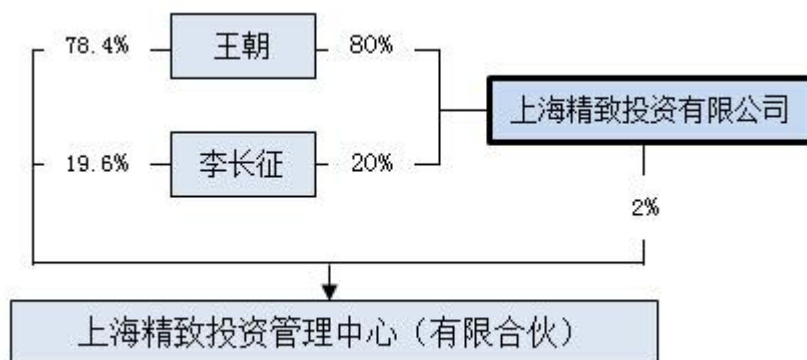 78.4%
王朝
80%
上海精致投资有限公司
19.6%
李长征
20%
2%
上海精致投资管理中心（有限合伙）